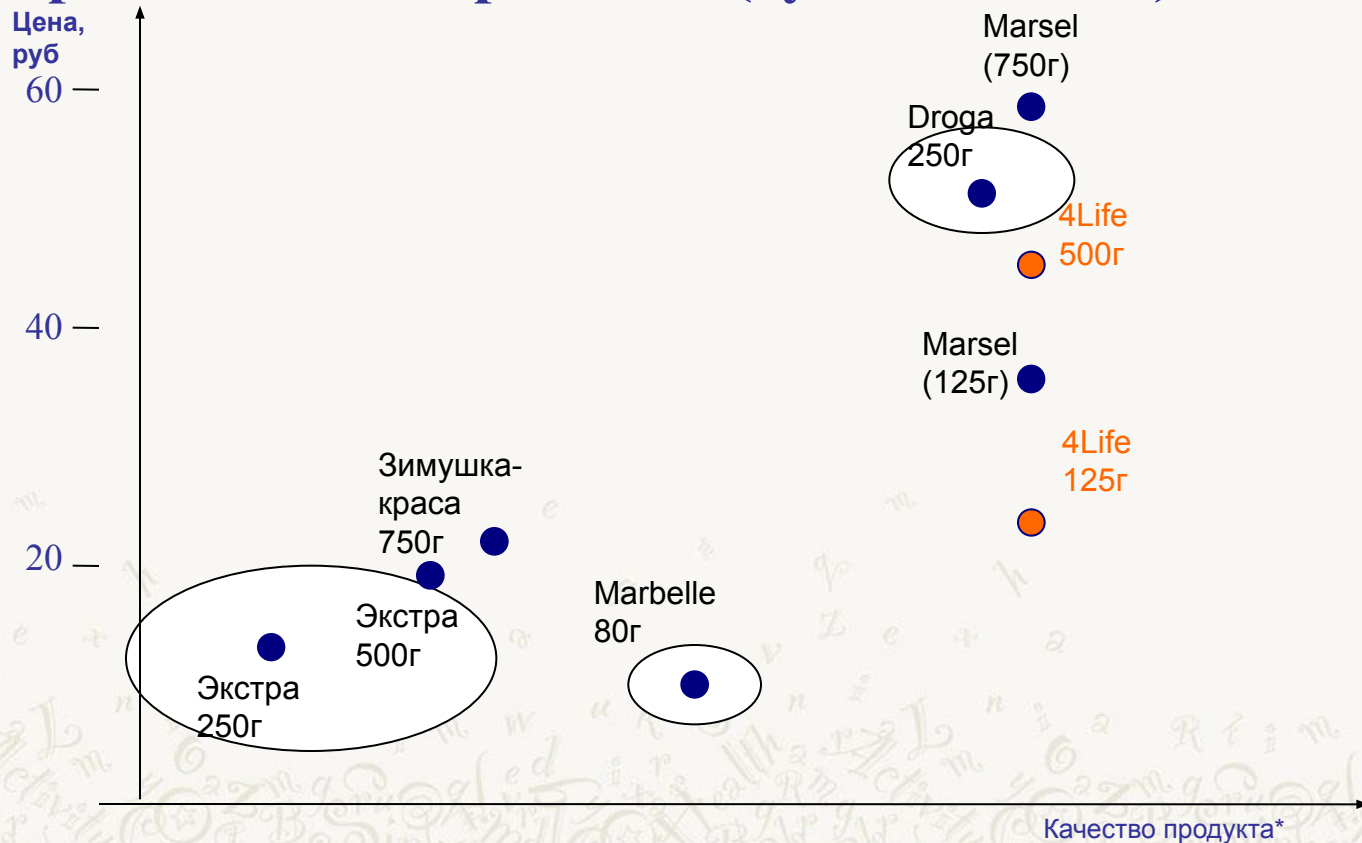 Цена,
руб
60
40
20
Marsel
(750г)
Droga
250г
4Life
500г
Marsel
(125г)
4Life
125г
Зимушка-
краса
750г
Экстра
500г
Marbelle
80г
Экстра
250г
Качество продукта*